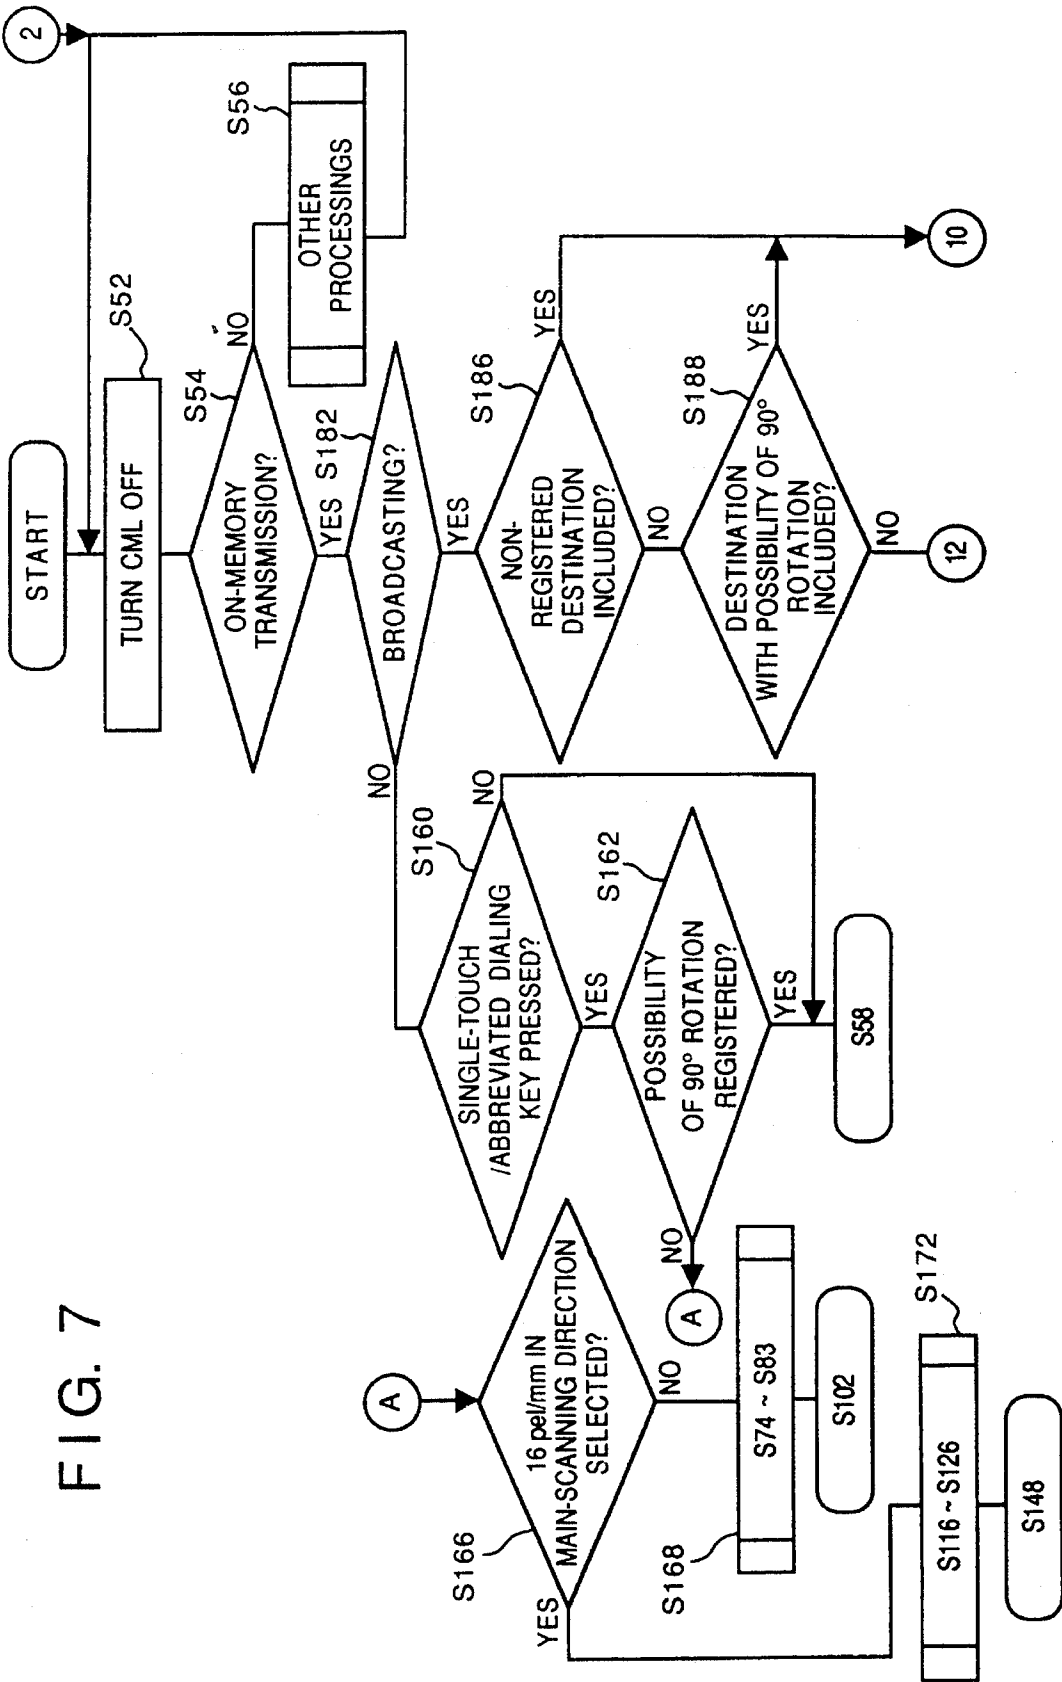 FIG. 7
START
2
TURN CML OFF
S52
ON-MEMORY
TRANSMISSION?
S54
NO
OTHER
PROCESSINGS
S56
YES
BROADCASTING?
S182
NO
YES
NON-
REGISTERED
DESTINATION
INCLUDED?
S186
YES
NO
DESTINATION
WITH POSSIBILITY OF 90°
ROTATION
INCLUDED?
S188
YES
NO
10
12
SINGLE-TOUCH
/ABBREVIATED DIALING
KEY PRESSED?
S160
NO
YES
POSSIBILITY
OF 90° ROTATION
REGISTERED?
S162
NO
YES
A
S58
A
16 pel/mm IN
MAIN-SCANNING DIRECTION
SELECTED?
S166
YES
NO
S74 ~ S83
S168
S102
S116 ~ S126
S172
S148